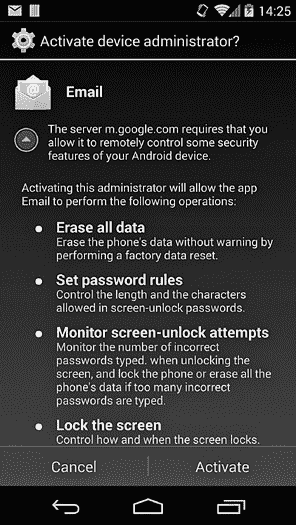 14:25
Activate device administrator?
Email
The server m.google.com requires that you
allow it to remotely control some security
features of your Android device.
Activating this administrator will allow the app
Email to perform the following operations:
Erase all data
Erase the phone's data without warning by
performing a factory data reset.
Set password rules
Control the length and the characters
allowed in screen-unlock passwords.
Monitor screen-unlock attempts
Monitor the number of incorrect
passwords typed. when unlocking the
screen, and lock the phone or erase all the
phone's data if too many incorrect
passwords are typed.
Lock the screen
Control how and when the screen locks.
Cancel
Activate